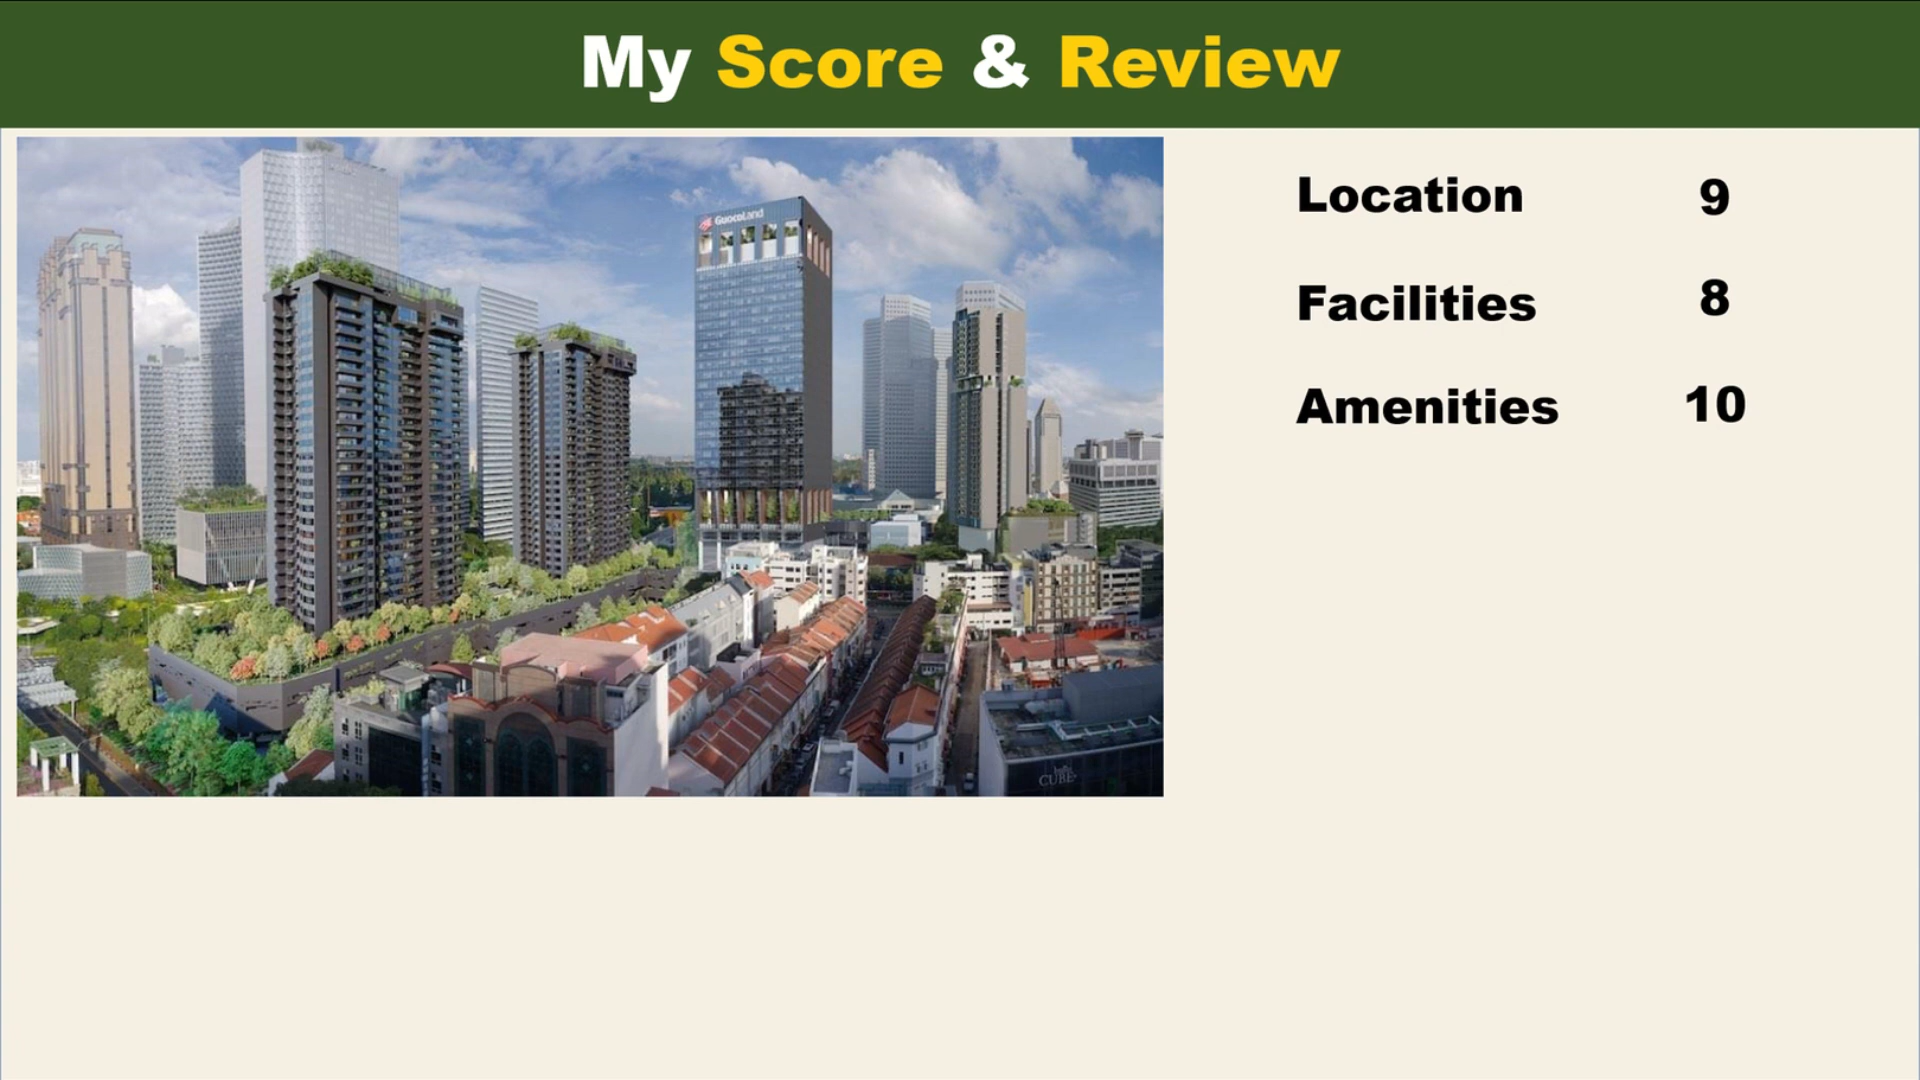 My Score & Review
GuocoLand
Location 9
Facilities 8
Amenities 10
CUBE